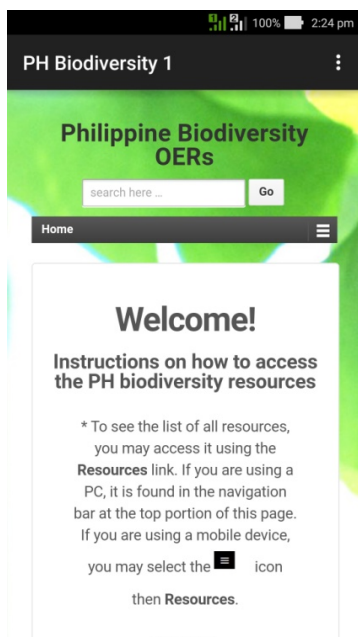 1 2 100% 2:24 pm
PH Biodiversity 1
Philippine Biodiversity
OERs
search here ...
Go
Home
Welcome!
Instructions on how to access
the PH biodiversity resources
* To see the list of all resources,
you may access it using the
Resources link. If you are using a
PC, it is found in the navigation
bar at the top portion of this page.
If you are using a mobile device,
you may select the icon
then Resources.